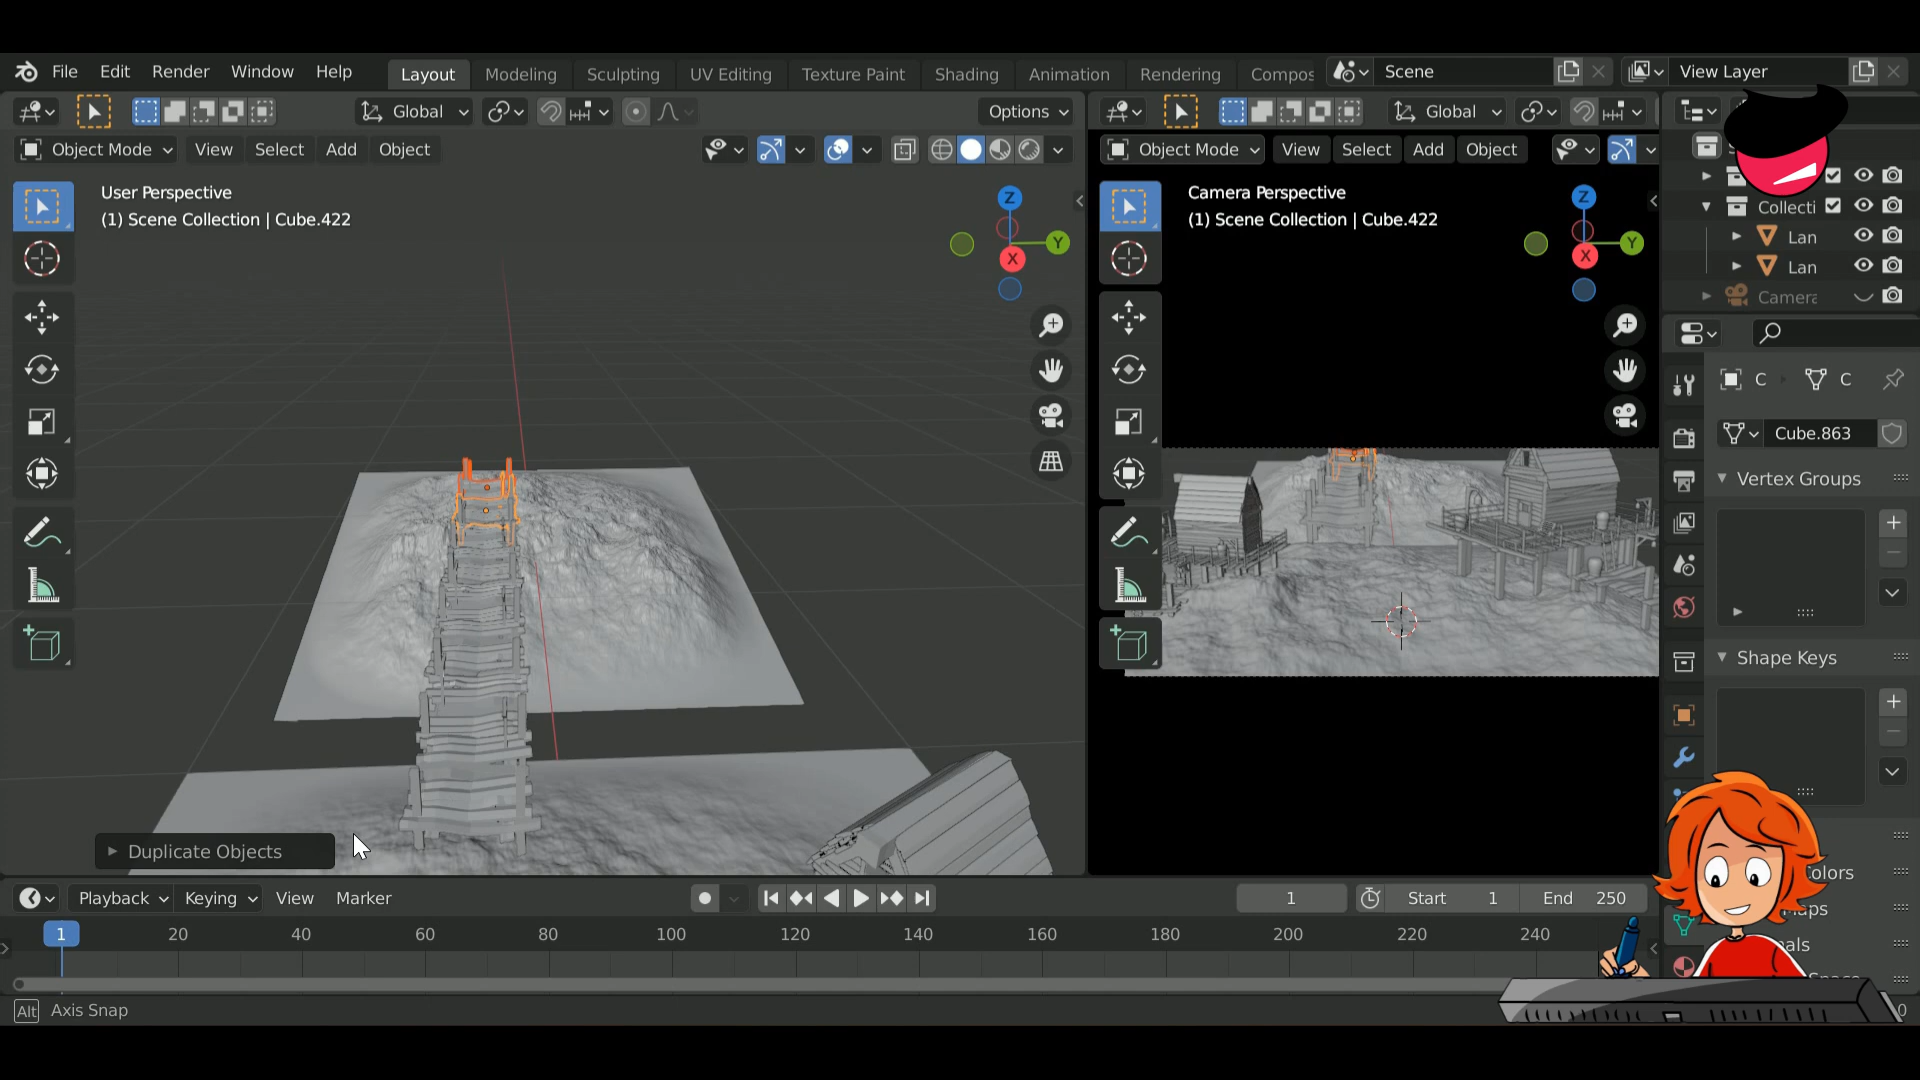 File Edit Render Window Help Layout Modeling Sculpting UV Editing Texture Paint Shading Animation Rendering Compos Scene View Layer
Global Options Global
Object Mode View Select Add Object Object Mode View Select Add Object
User Perspective
(1) Scene Collection | Cube.422
Z
Y
X
Camera Perspective
(1) Scene Collection | Cube.422
Z
Y
X
Collecti
Lan
Lan
Camera
C C
Cube.863
Vertex Groups
Shape Keys
Duplicate Objects
Playback Keying View Marker 1 Start 1 End 250
1 20 40 60 80 100 120 140 160 180 200 220 240
Alt Axis Snap